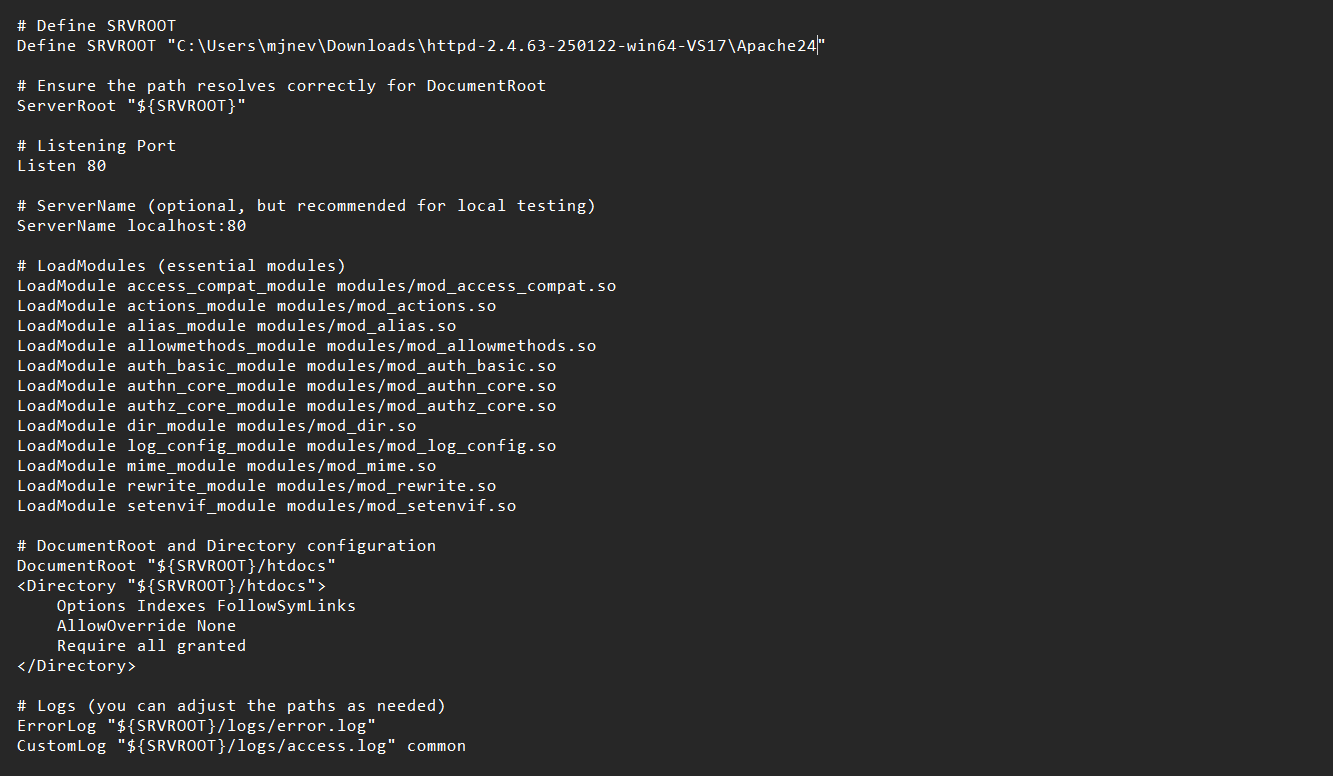 # Define SRVROOT
Define SRVROOT "C:\Users\mjnev\Downloads\httpd-2.4.63-250122-win64-VS17\Apache24"

# Ensure the path resolves correctly for DocumentRoot
ServerRoot "${SRVROOT}"

# Listening Port
Listen 80

# ServerName (optional, but recommended for local testing)
ServerName localhost:80

# LoadModules (essential modules)
LoadModule access_compat_module modules/mod_access_compat.so
LoadModule actions_module modules/mod_actions.so
LoadModule alias_module modules/mod_alias.so
LoadModule allowmethods_module modules/mod_allowmethods.so
LoadModule auth_basic_module modules/mod_auth_basic.so
LoadModule authn_core_module modules/mod_authn_core.so
LoadModule authz_core_module modules/mod_authz_core.so
LoadModule dir_module modules/mod_dir.so
LoadModule log_config_module modules/mod_log_config.so
LoadModule mime_module modules/mod_mime.so
LoadModule rewrite_module modules/mod_rewrite.so
LoadModule setenvif_module modules/mod_setenvif.so

# DocumentRoot and Directory configuration
DocumentRoot "${SRVROOT}/htdocs"
<Directory "${SRVROOT}/htdocs">
    Options Indexes FollowSymLinks
    AllowOverride None
    Require all granted
</Directory>

# Logs (you can adjust the paths as needed)
ErrorLog "${SRVROOT}/logs/error.log"
CustomLog "${SRVROOT}/logs/access.log" common